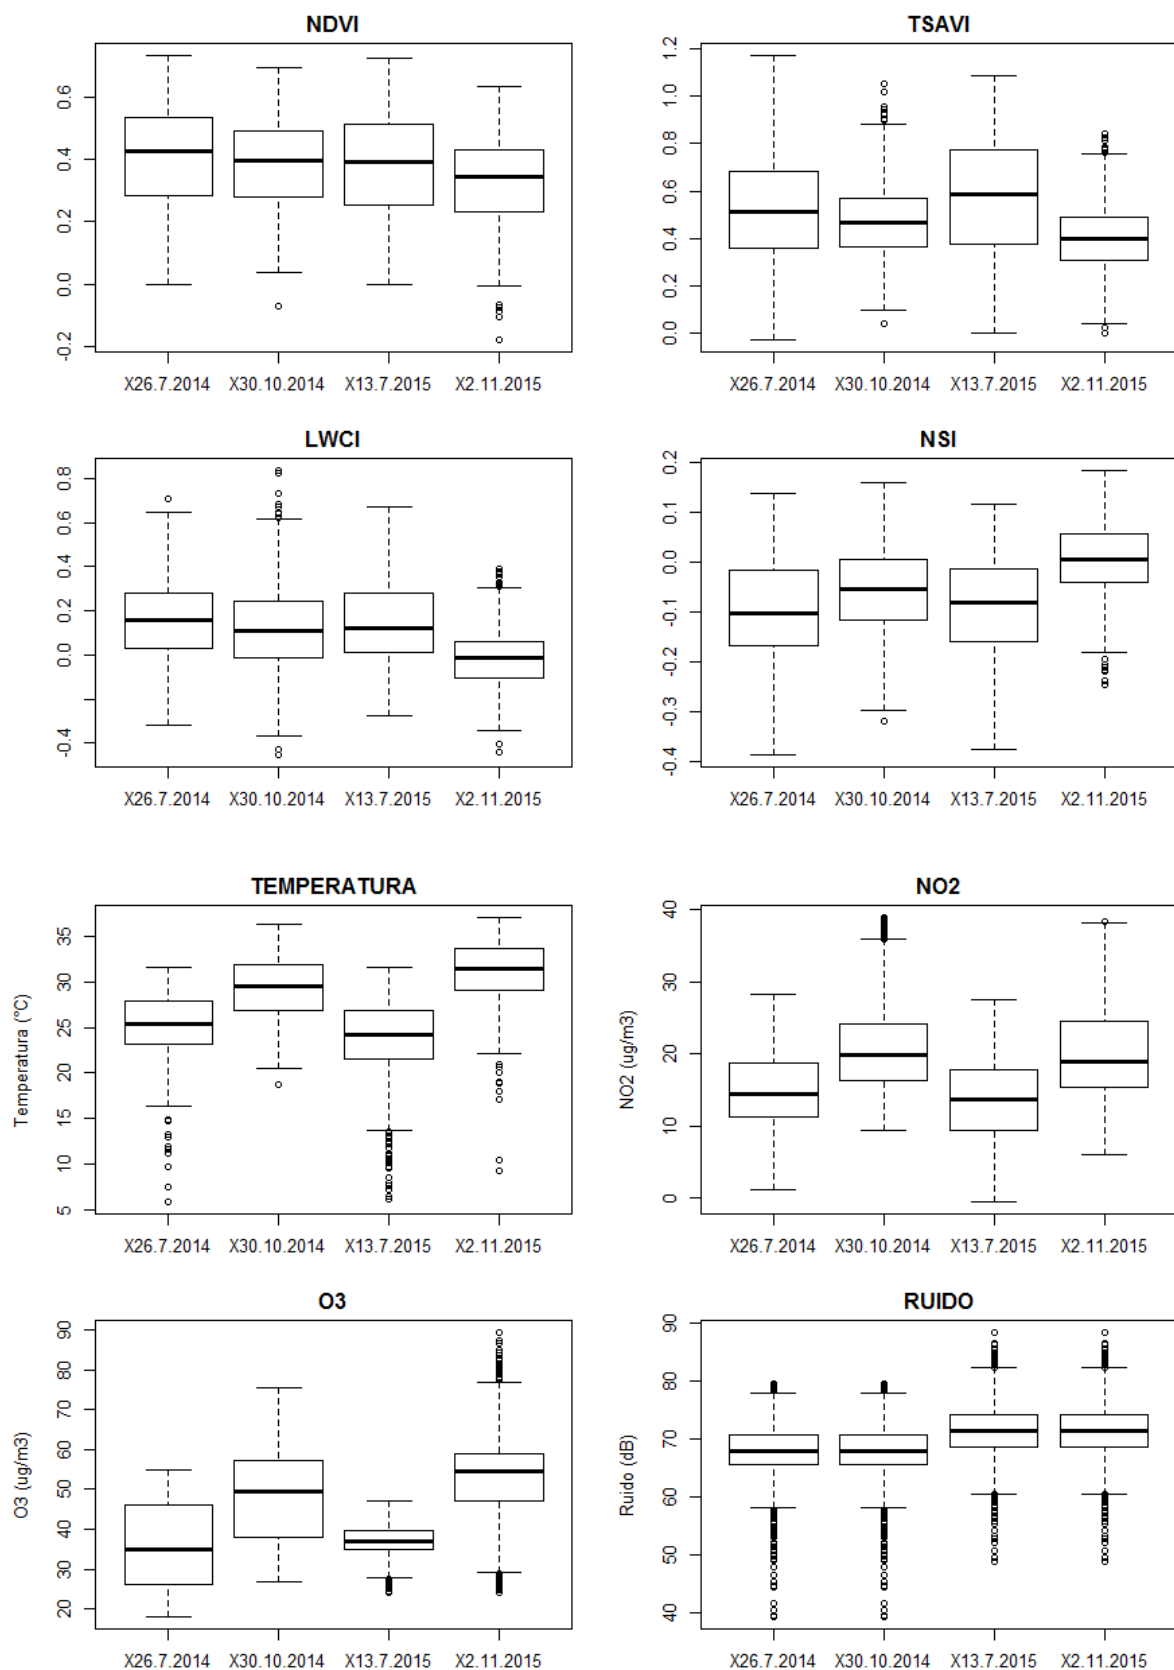 NDVI
0.6
0.4
0.2
0.0
-0.2
X26.7.2014 X30.10.2014 X13.7.2015 X2.11.2015
TSAVI
1.2
1.0
0.8
0.6
0.4
0.2
0.0
X26.7.2014 X30.10.2014 X13.7.2015 X2.11.2015
LWCI
0.8
0.6
0.4
0.2
0.0
-0.4
X26.7.2014 X30.10.2014 X13.7.2015 X2.11.2015
NSI
0.2
0.1
0.0
-0.1
-0.2
-0.3
-0.4
X26.7.2014 X30.10.2014 X13.7.2015 X2.11.2015
TEMPERATURA
Temperatura (°C)
35
30
25
20
15
10
5
X26.7.2014 X30.10.2014 X13.7.2015 X2.11.2015
NO2
NO2 (ug/m3)
40
30
20
10
0
X26.7.2014 X30.10.2014 X13.7.2015 X2.11.2015
O3
O3 (ug/m3)
90
80
70
60
50
40
30
20
X26.7.2014 X30.10.2014 X13.7.2015 X2.11.2015
RUIDO
Ruido (dB)
90
80
70
60
50
40
X26.7.2014 X30.10.2014 X13.7.2015 X2.11.2015